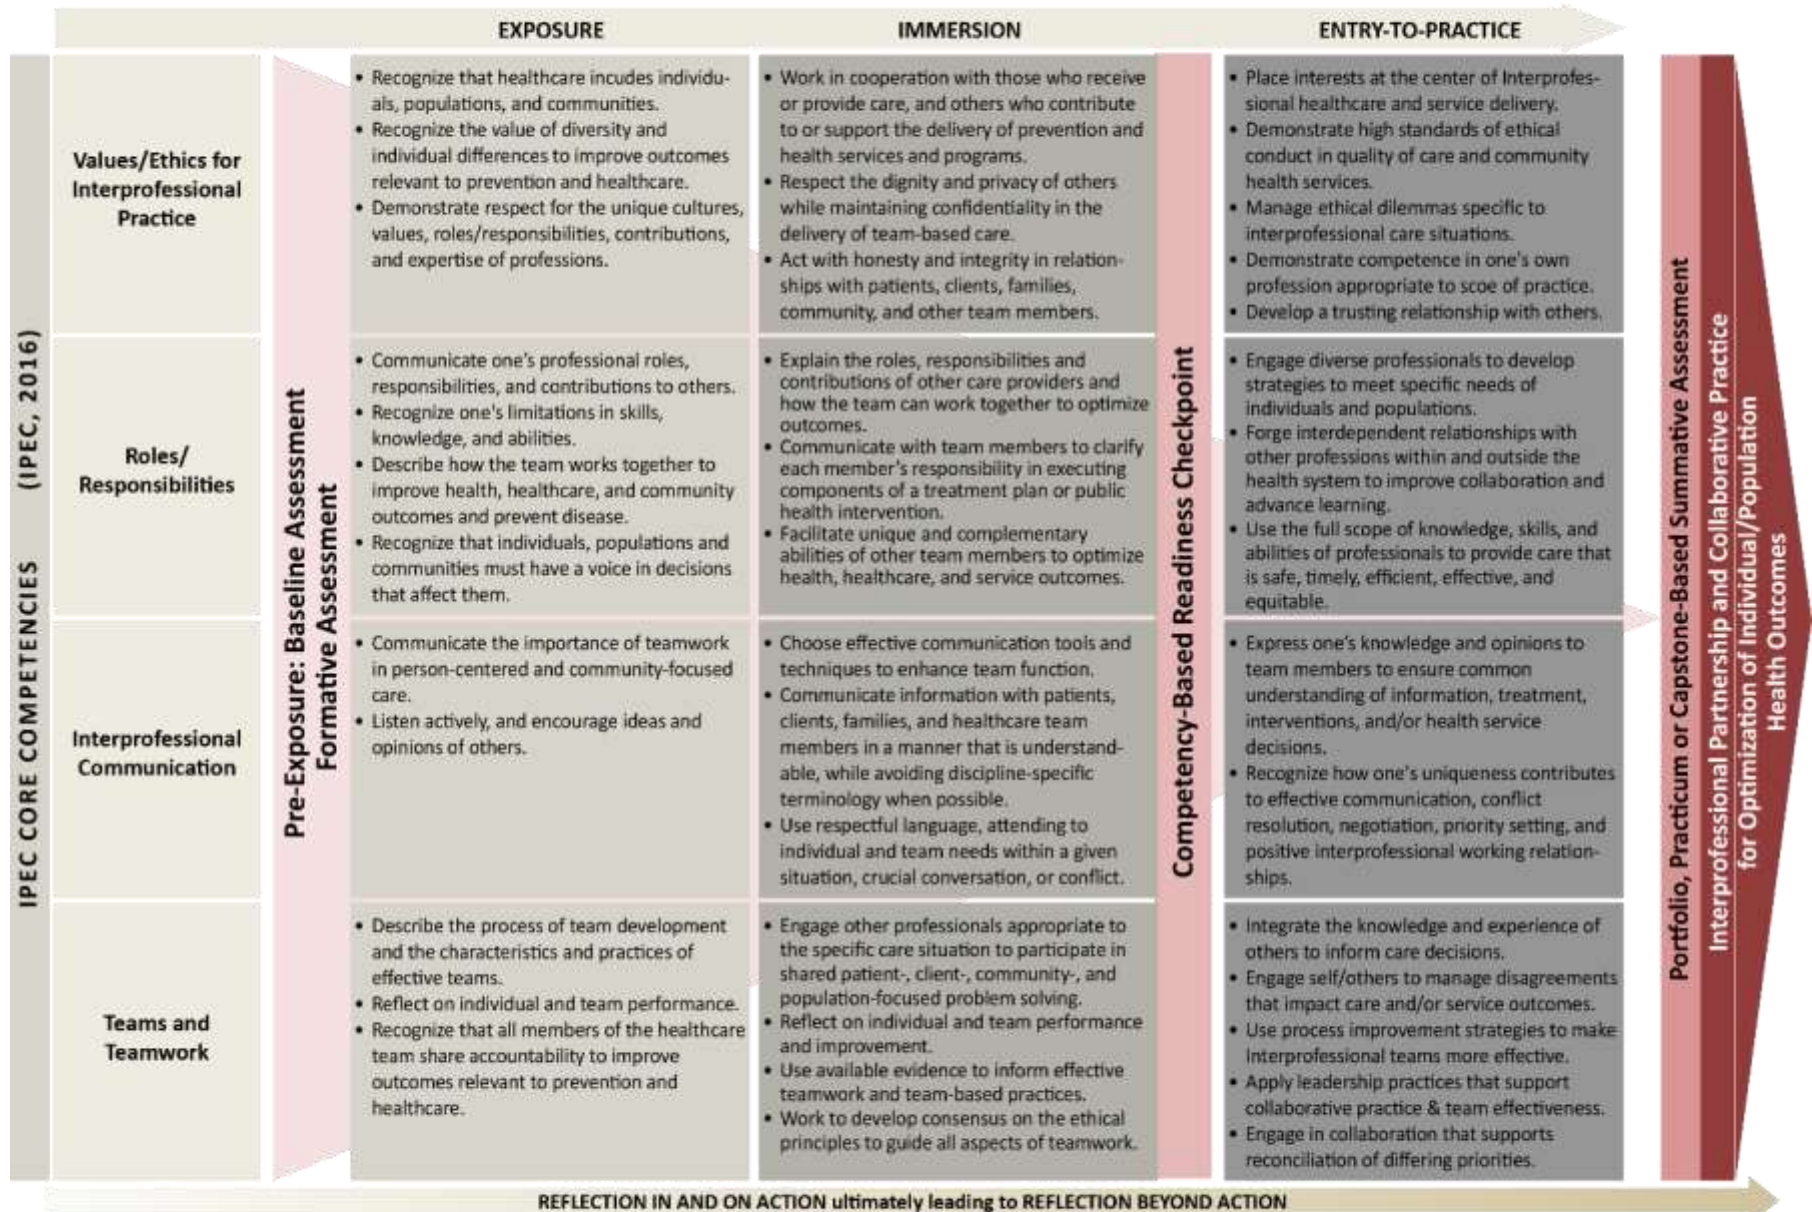 EXPOSURE
IMMERSION
ENTRY-TO-PRACTICE
IPEC CORE COMPETENCIES (IPEC, 2016)
Values/Ethics for
Interprofessional
Practice
Pre-Exposure: Baseline Assessment
Formative Assessment
• Recognize that healthcare incudes individu-
als, populations, and communities.
• Recognize the value of diversity and
individual differences to improve outcomes
relevant to prevention and healthcare.
• Demonstrate respect for the unique cultures,
values, roles/responsibilities, contributions,
and expertise of professions.
• Work in cooperation with those who receive
or provide care, and others who contribute
to or support the delivery of prevention and
health services and programs.
• Respect the dignity and privacy of others
while maintaining confidentiality in the
delivery of team-based care.
• Act with honesty and integrity in relation-
ships with patients, clients, families,
community, and other team members.
Competency-Based Readiness Checkpoint
• Place interests at the center of Interprofes-
sional healthcare and service delivery.
• Demonstrate high standards of ethical
conduct in quality of care and community
health services.
• Manage ethical dilemmas specific to
interprofessional care situations.
• Demonstrate competence in one's own
profession appropriate to scoe of practice.
• Develop a trusting relationship with others.
Portfolio, Practicum or Capstone-Based Summative Assessment
Interprofessional Partnership and Collaborative Practice
for Optimization of Individual/Population
Health Outcomes
Roles/
Responsibilities
• Communicate one's professional roles,
responsibilities, and contributions to others.
• Recognize one's limitations in skills,
knowledge, and abilities.
• Describe how the team works together to
improve health, healthcare, and community
outcomes and prevent disease.
• Recognize that individuals, populations and
communities must have a voice in decisions
that affect them.
• Explain the roles, responsibilities and
contributions of other care providers and
how the team can work together to optimize
outcomes.
• Communicate with team members to clarify
each member's responsibility in executing
components of a treatment plan or public
health intervention.
• Facilitate unique and complementary
abilities of other team members to optimize
health, healthcare, and service outcomes.
• Engage diverse professionals to develop
strategies to meet specific needs of
individuals and populations.
• Forge interdependent relationships with
other professions within and outside the
health system to improve collaboration and
advance learning.
• Use the full scope of knowledge, skills, and
abilities of professionals to provide care that
is safe, timely, efficient, effective, and
equitable.
Interprofessional
Communication
• Communicate the importance of teamwork
in person-centered and community-focused
care.
• Listen actively, and encourage ideas and
opinions of others.
• Choose effective communication tools and
techniques to enhance team function.
• Communicate information with patients,
clients, families, and healthcare team
members in a manner that is understand-
able, while avoiding discipline-specific
terminology when possible.
• Use respectful language, attending to
individual and team needs within a given
situation, crucial conversation, or conflict.
• Express one's knowledge and opinions to
team members to ensure common
understanding of information, treatment,
interventions, and/or health service
decisions.
• Recognize how one's uniqueness contributes
to effective communication, conflict
resolution, negotiation, priority setting, and
positive interprofessional working relation-
ships.
Teams and
Teamwork
• Describe the process of team development
and the characteristics and practices of
effective teams.
• Reflect on individual and team performance.
• Recognize that all members of the healthcare
team share accountability to improve
outcomes relevant to prevention and
healthcare.
• Engage other professionals appropriate to
the specific care situation to participate in
shared patient-, client-, community-, and
population-focused problem solving.
• Reflect on individual and team performance
and improvement.
• Use available evidence to inform effective
teamwork and team-based practices.
• Work to develop consensus on the ethical
principles to guide all aspects of teamwork.
• Integrate the knowledge and experience of
others to inform care decisions.
• Engage self/others to manage disagreements
that impact care and/or service outcomes.
• Use process improvement strategies to make
Interprofessional teams more effective.
• Apply leadership practices that support
collaborative practice & team effectiveness.
• Engage in collaboration that supports
reconciliation of differing priorities.
REFLECTION IN AND ON ACTION ultimately leading to REFLECTION BEYOND ACTION